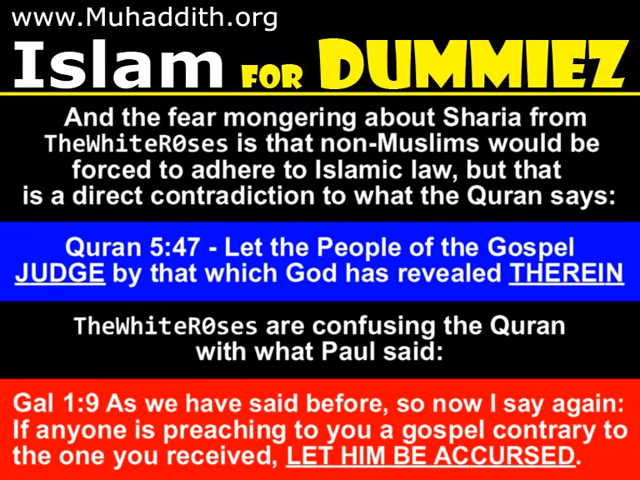 www.Muhaddith.org
Islam FOR DUMMIEZ
And the fear mongering about Sharia from
TheWhiteR0ses is that non-Muslims would be
forced to adhere to Islamic law, but that
is a direct contradiction to what the Quran says:
Quran 5:47 - Let the People of the Gospel
JUDGE by that which God has revealed THEREIN
TheWhiteR0ses are confusing the Quran
with what Paul said:
Gal 1:9 As we have said before, so now I say again:
If anyone is preaching to you a gospel contrary to
the one you received, LET HIM BE ACCURSED.